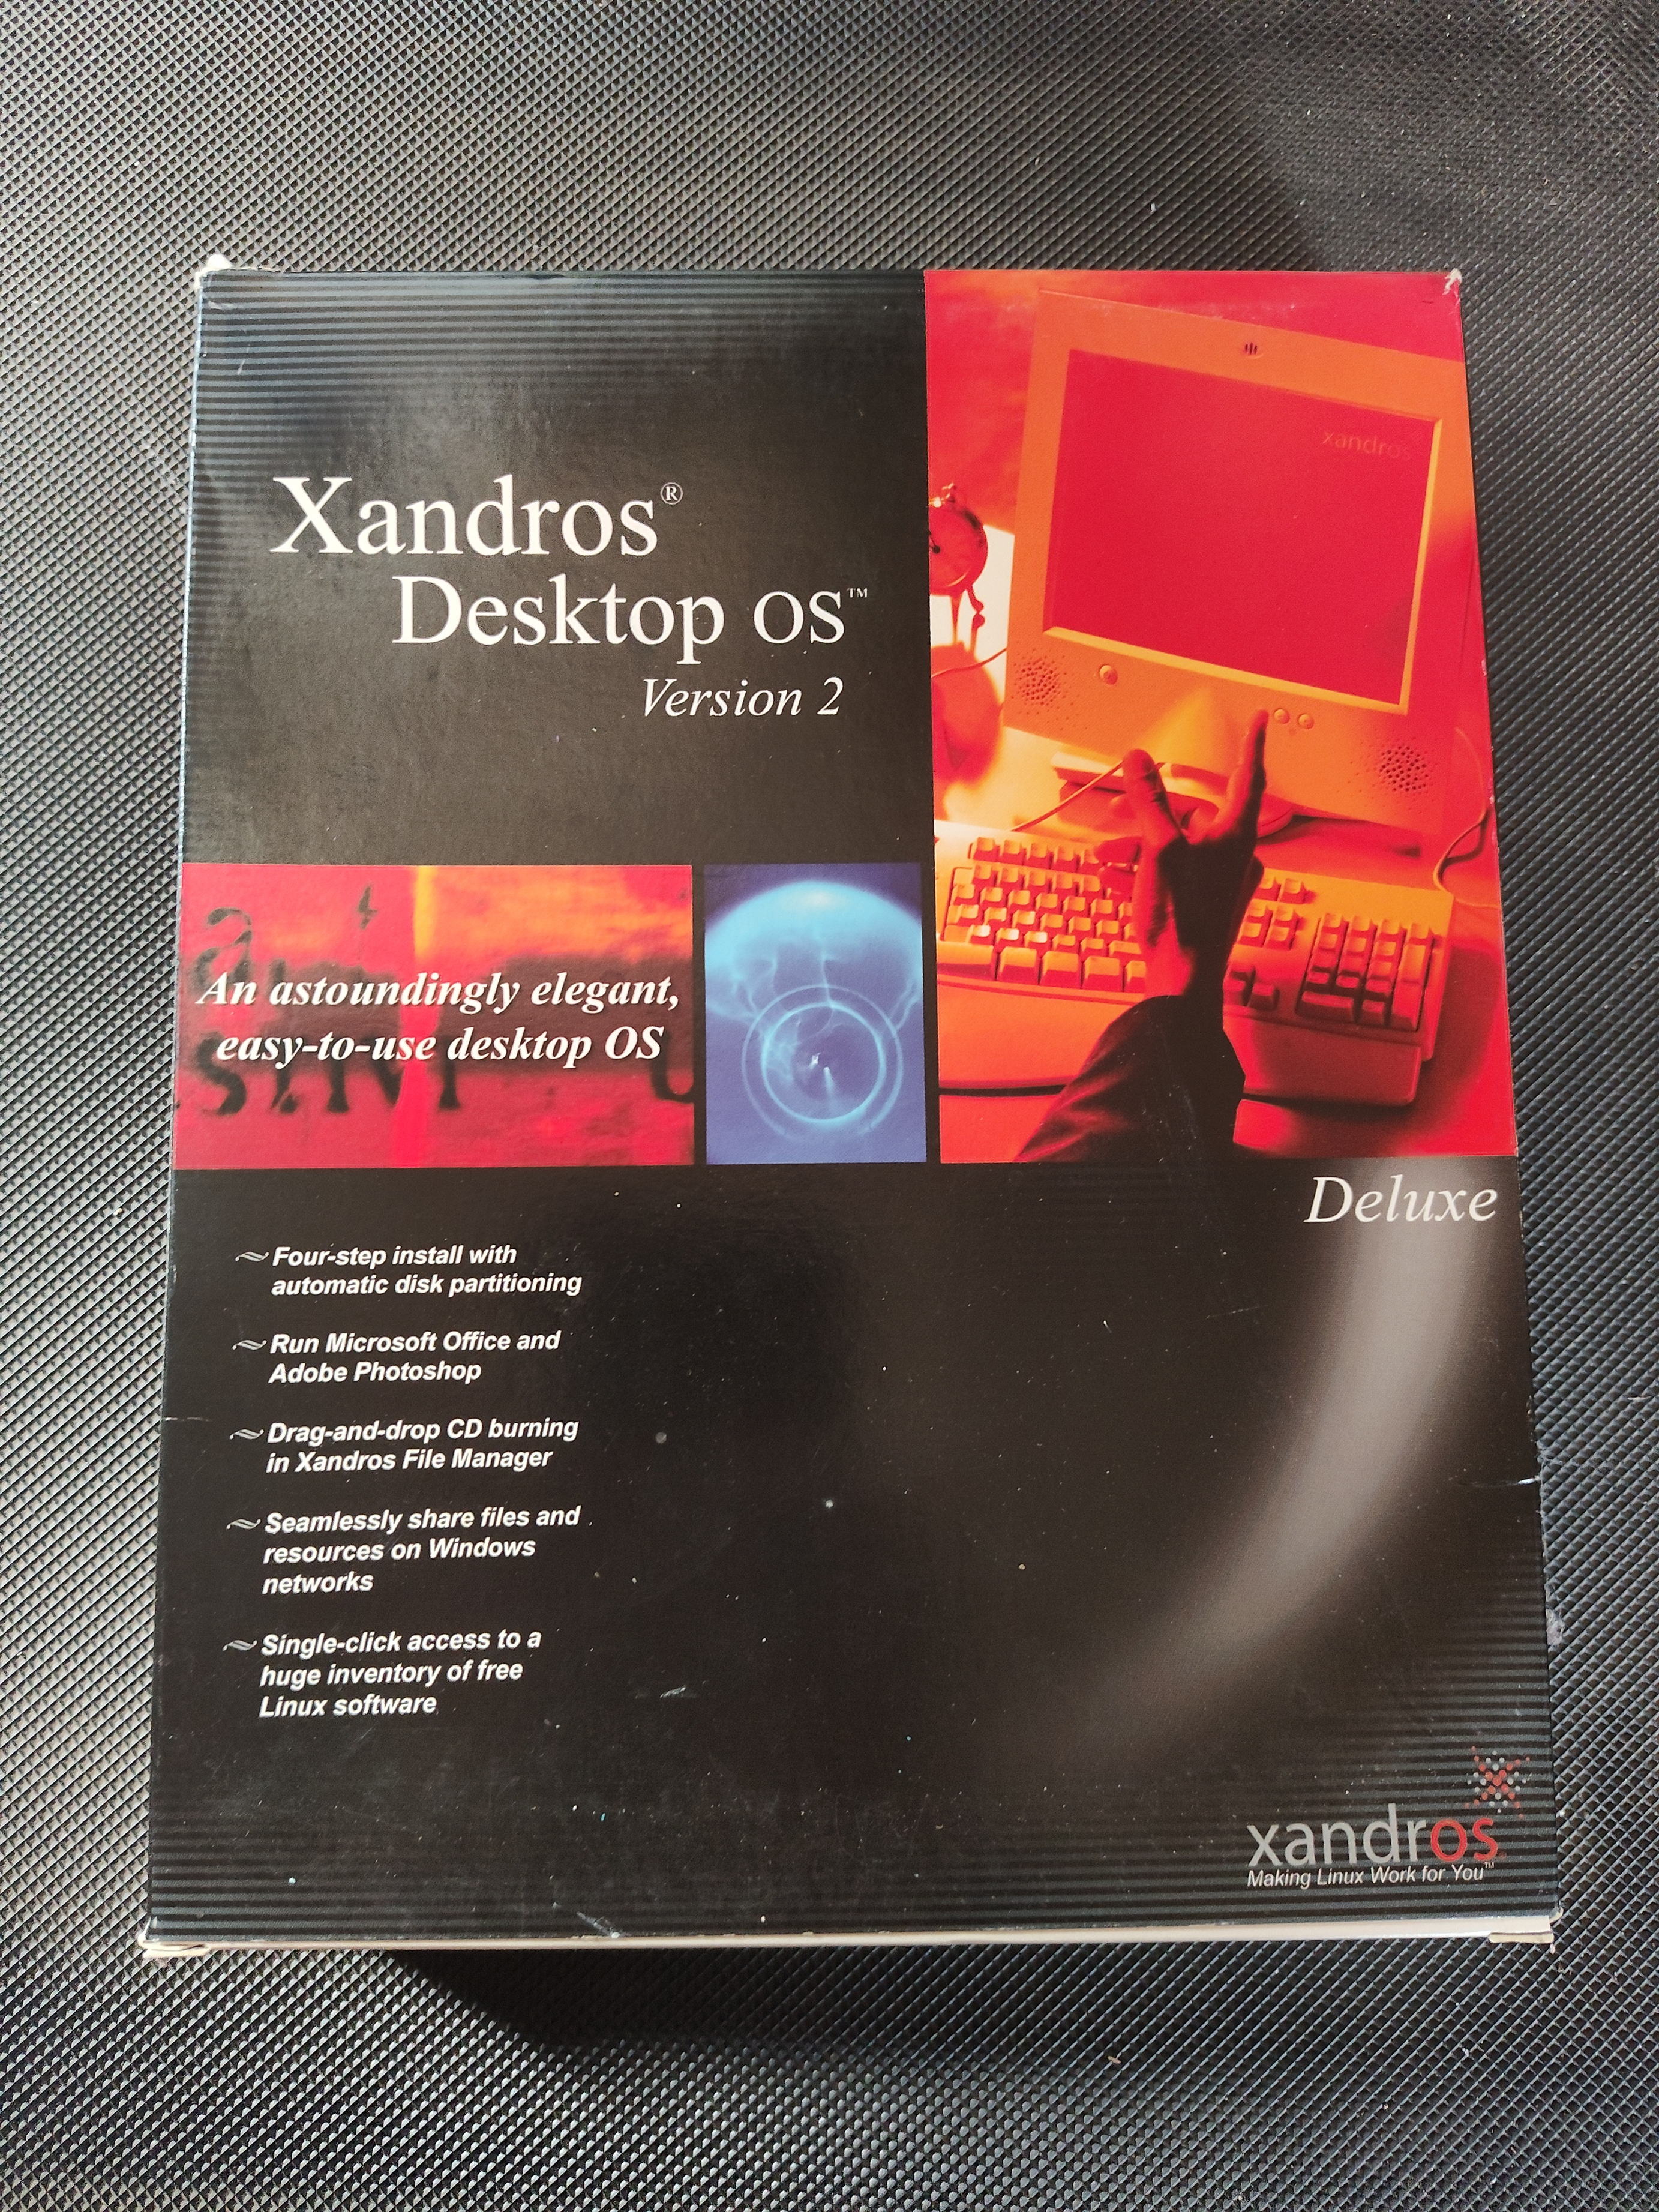 Xandros®
Desktop OS™
Version 2
xandros
An astoundingly elegant,
easy-to-use desktop OS
Deluxe
Four-step install with
automatic disk partitioning
Run Microsoft Office and
Adobe Photoshop
Drag-and-drop CD burning
in Xandros File Manager
Seamlessly share files and
resources on Windows
networks
Single-click access to a
huge inventory of free
Linux software
xandros
Making Linux Work for You™